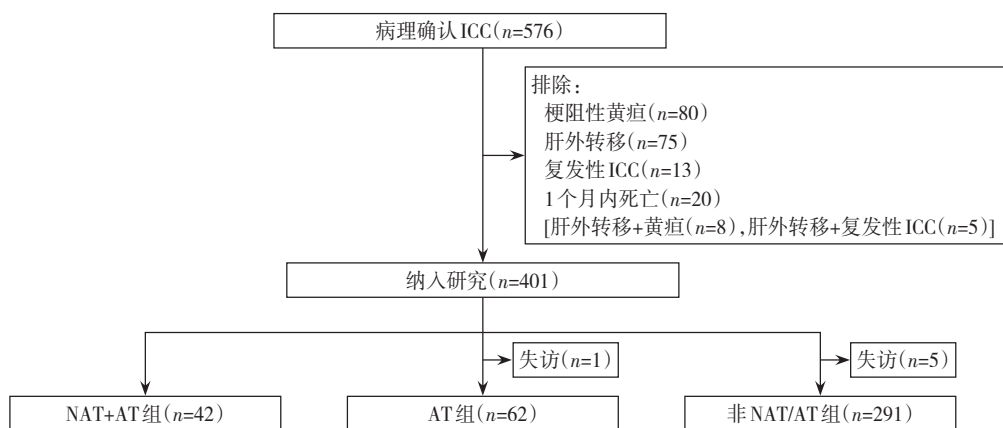 病理确认ICC(n=576)
排除：
梗阻性黄疸(n=80)
肝外转移(n=75)
复发性ICC(n=13)
1个月内死亡(n=20)
[肝外转移+黄疸(n=8),肝外转移+复发性ICC(n=5)]
纳入研究(n=401)
失访(n=1)
失访(n=5)
NAT+AT组(n=42)
AT组(n=62)
非NAT/AT组(n=291)